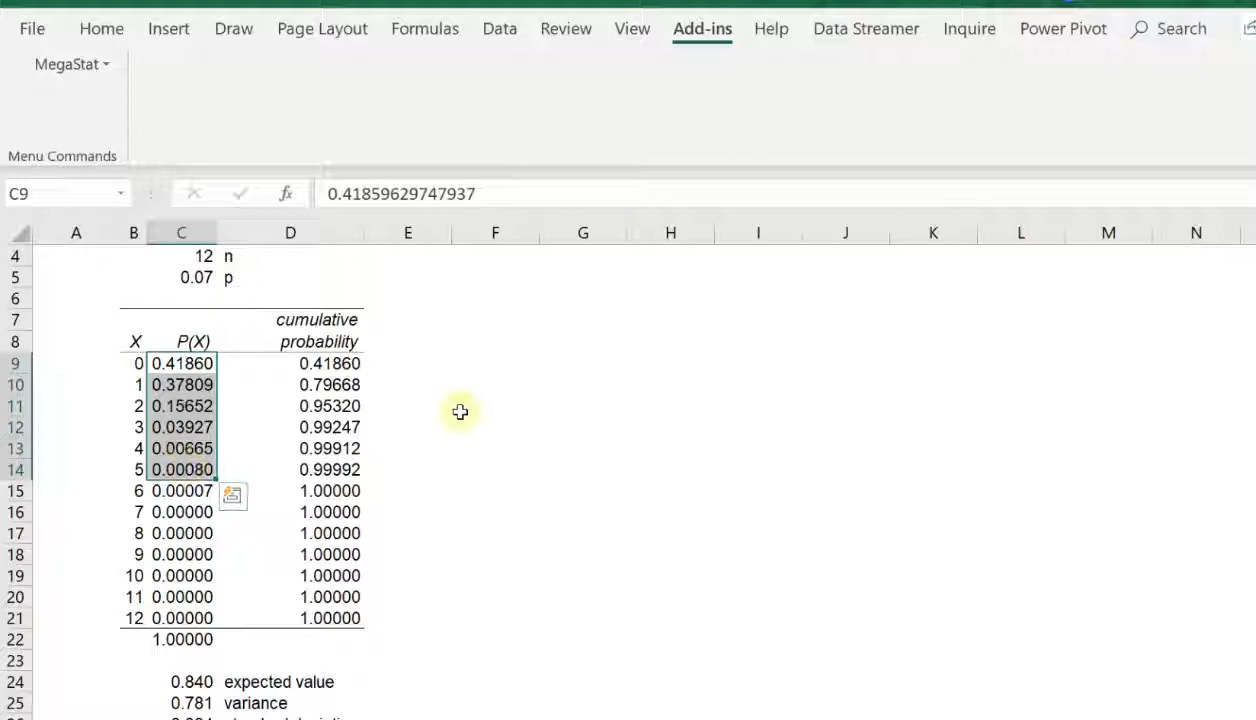 File Home Insert Draw Page Layout Formulas Data Review View Add-ins Help Data Streamer Inquire Power Pivot Search
MegaStat
Menu Commands
C9 fx 0.41859629747937
A B C D E F G H I J K L M N
4 12 n
5 0.07 p
6
7 cumulative
8 X P(X) probability
9 0 0.41860 0.41860
10 1 0.37809 0.79668
11 2 0.15652 0.95320
12 3 0.03927 0.99247
13 4 0.00665 0.99912
14 5 0.00080 0.99992
15 6 0.00007 1.00000
16 7 0.00000 1.00000
17 8 0.00000 1.00000
18 9 0.00000 1.00000
19 10 0.00000 1.00000
20 11 0.00000 1.00000
21 12 0.00000 1.00000
22 1.00000
23
24 0.840 expected value
25 0.781 variance